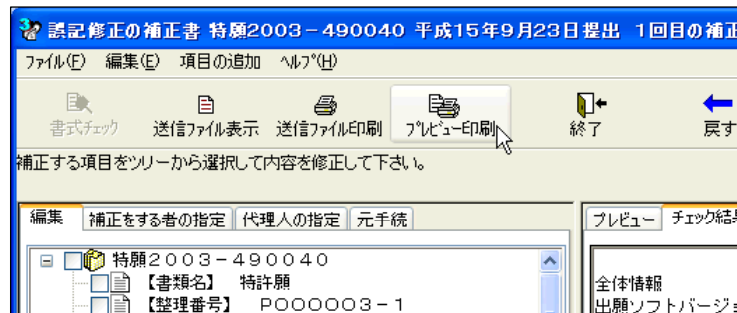 誤記修正の補正書 特願2003-490040 平成15年9月23日提出 1回目の補正
ファイル(F) 編集(E) 項目の追加 ヘルプ(H)
書式チェック 送信ファイル表示 送信ファイル印刷 プレビュー印刷 終了 戻す
補正する項目をツリーから選択して内容を修正して下さい。
編集 補正をする者の指定 代理人の指定 元手続 プレビュー チェック結果
特願2003-490040
【書類名】 特許願 全体情報
【整理番号】 P000003-1 出願ソフトバージョ